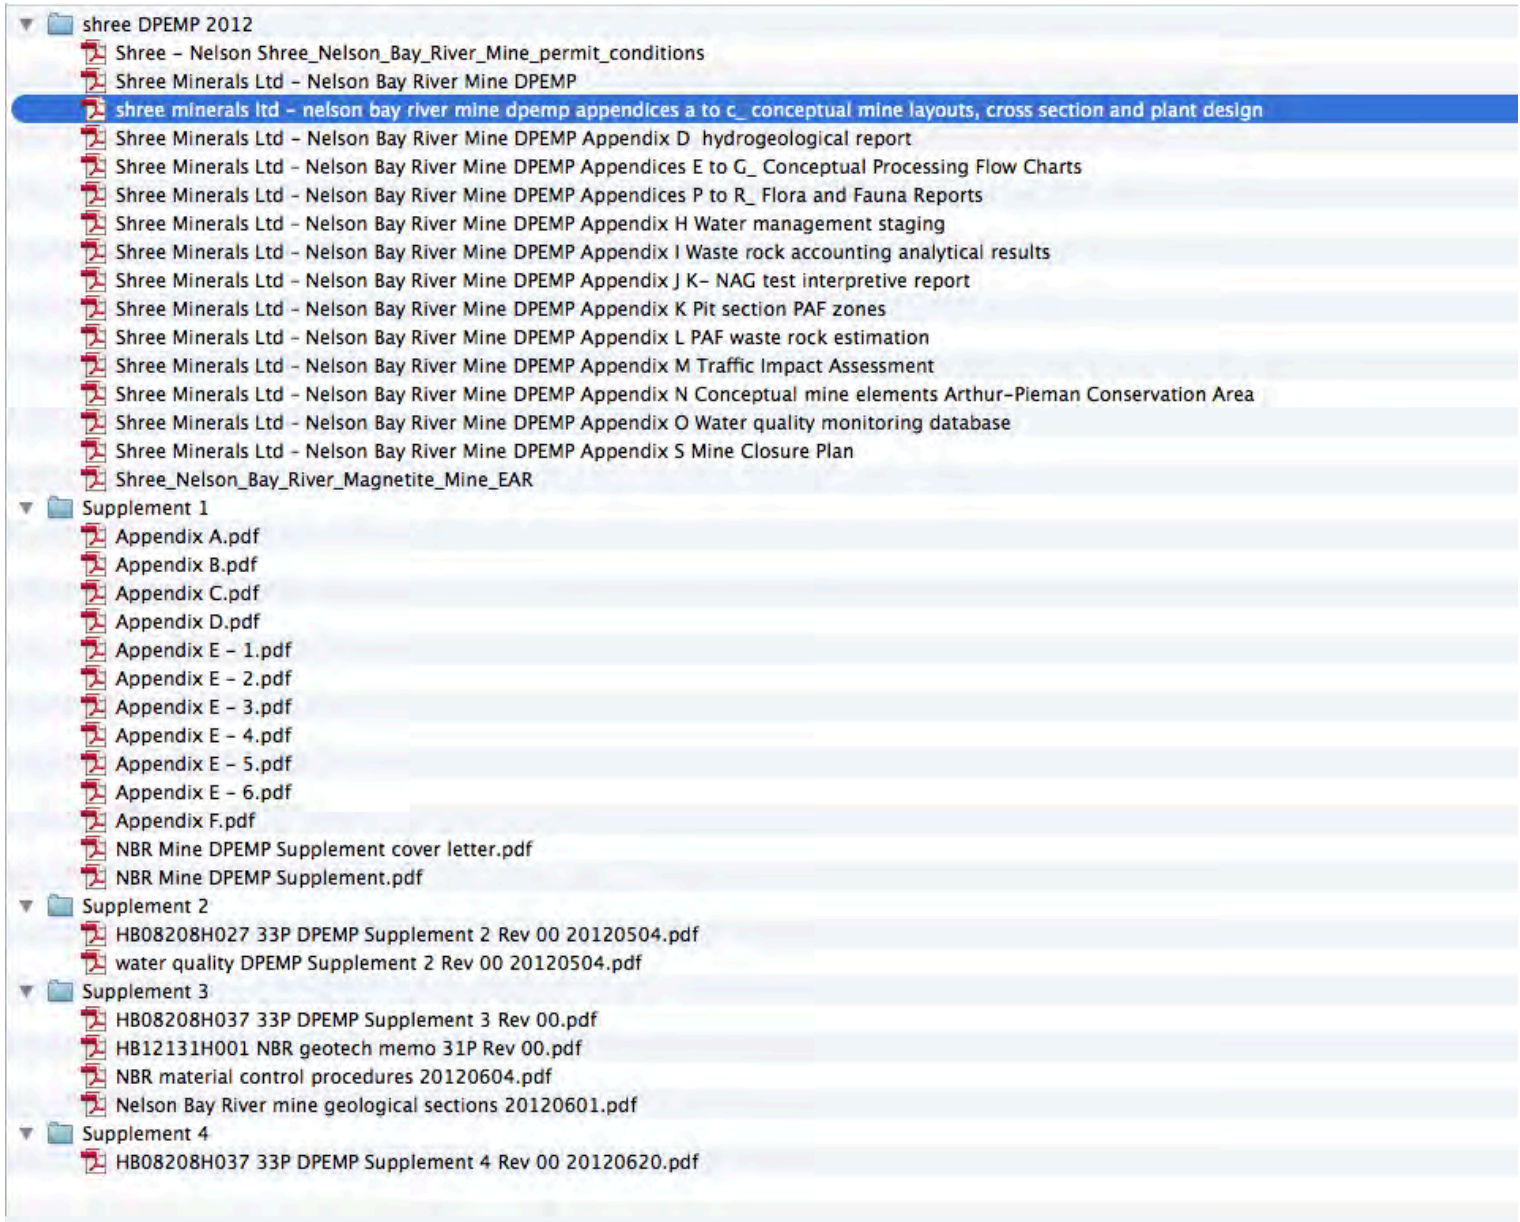 shree DPEMP 2012
Shree – Nelson Shree_Nelson_Bay_River_Mine_permit_conditions
Shree Minerals Ltd – Nelson Bay River Mine DPEMP
shree minerals ltd – nelson bay river mine dpemp appendices a to c_ conceptual mine layouts, cross section and plant design
Shree Minerals Ltd – Nelson Bay River Mine DPEMP Appendix D  hydrogeological report
Shree Minerals Ltd – Nelson Bay River Mine DPEMP Appendices E to G_ Conceptual Processing Flow Charts
Shree Minerals Ltd – Nelson Bay River Mine DPEMP Appendices P to R_ Flora and Fauna Reports
Shree Minerals Ltd – Nelson Bay River Mine DPEMP Appendix H Water management staging
Shree Minerals Ltd – Nelson Bay River Mine DPEMP Appendix I Waste rock accounting analytical results
Shree Minerals Ltd – Nelson Bay River Mine DPEMP Appendix J K– NAG test interpretive report
Shree Minerals Ltd – Nelson Bay River Mine DPEMP Appendix K Pit section PAF zones
Shree Minerals Ltd – Nelson Bay River Mine DPEMP Appendix L PAF waste rock estimation
Shree Minerals Ltd – Nelson Bay River Mine DPEMP Appendix M Traffic Impact Assessment
Shree Minerals Ltd – Nelson Bay River Mine DPEMP Appendix N Conceptual mine elements Arthur–Pieman Conservation Area
Shree Minerals Ltd – Nelson Bay River Mine DPEMP Appendix O Water quality monitoring database
Shree Minerals Ltd – Nelson Bay River Mine DPEMP Appendix S Mine Closure Plan
Shree_Nelson_Bay_River_Magnetite_Mine_EAR
Supplement 1
Appendix A.pdf
Appendix B.pdf
Appendix C.pdf
Appendix D.pdf
Appendix E – 1.pdf
Appendix E – 2.pdf
Appendix E – 3.pdf
Appendix E – 4.pdf
Appendix E – 5.pdf
Appendix E – 6.pdf
Appendix F.pdf
NBR Mine DPEMP Supplement cover letter.pdf
NBR Mine DPEMP Supplement.pdf
Supplement 2
HB08208H027 33P DPEMP Supplement 2 Rev 00 20120504.pdf
water quality DPEMP Supplement 2 Rev 00 20120504.pdf
Supplement 3
HB08208H037 33P DPEMP Supplement 3 Rev 00.pdf
HB12131H001 NBR geotech memo 31P Rev 00.pdf
NBR material control procedures 20120604.pdf
Nelson Bay River mine geological sections 20120601.pdf
Supplement 4
HB08208H037 33P DPEMP Supplement 4 Rev 00 20120620.pdf